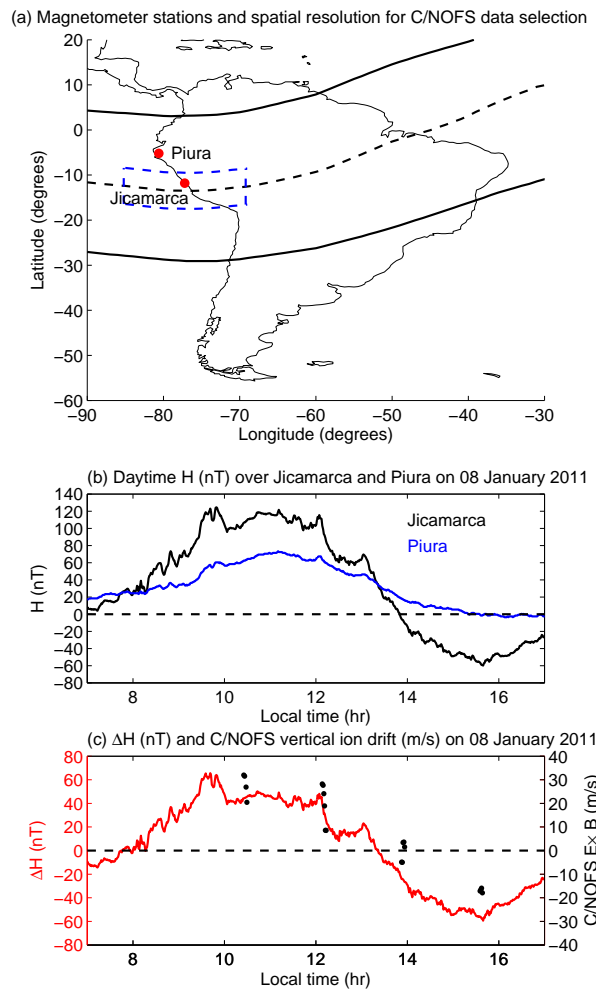 (a) Magnetometer stations and spatial resolution for C/NOFS data selection
20
10
0
−10
−20
−30
−40
−50
−60
Latitude (degrees)
Piura
Jicamarca
−90 −80 −70 −60 −50 −40 −30
Longitude (degrees)
(b) Daytime H (nT) over Jicamarca and Piura on 08 January 2011
140
120
100
80
60
40
20
0
−20
−40
−60
−80
H (nT)
Jicamarca
Piura
8 10 12 14 16
Local time (hr)
(c) ΔH (nT) and C/NOFS vertical ion drift (m/s) on 08 January 2011
80
60
40
20
0
−20
−40
−60
−80
ΔH (nT)
40
30
20
10
0
−10
−20
−30
−40
C/NOFS E× B (m/s)
8 10 12 14 16
Local time (hr)